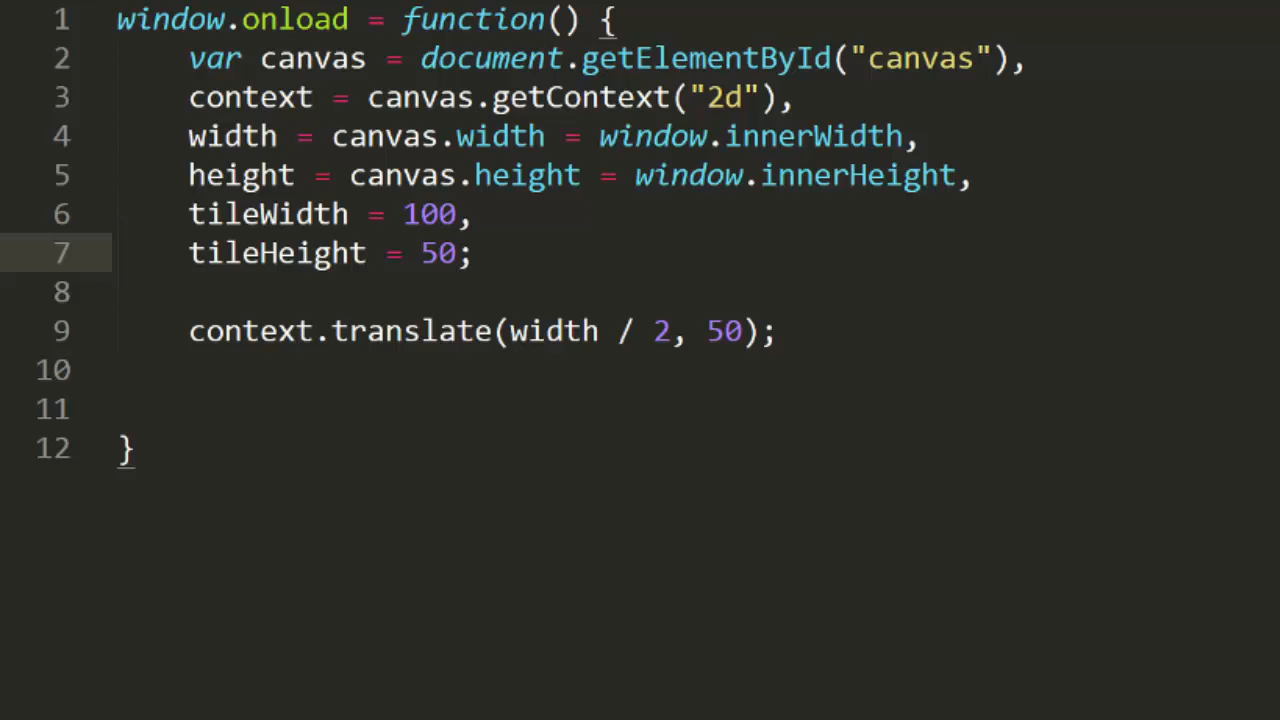 1 window.onload = function() {
2 var canvas = document.getElementById("canvas"),
3 context = canvas.getContext("2d"),
4 width = canvas.width = window.innerWidth,
5 height = canvas.height = window.innerHeight,
6 tileWidth = 100,
7 tileHeight = 50;
8
9 context.translate(width / 2, 50);
10
11
12 }